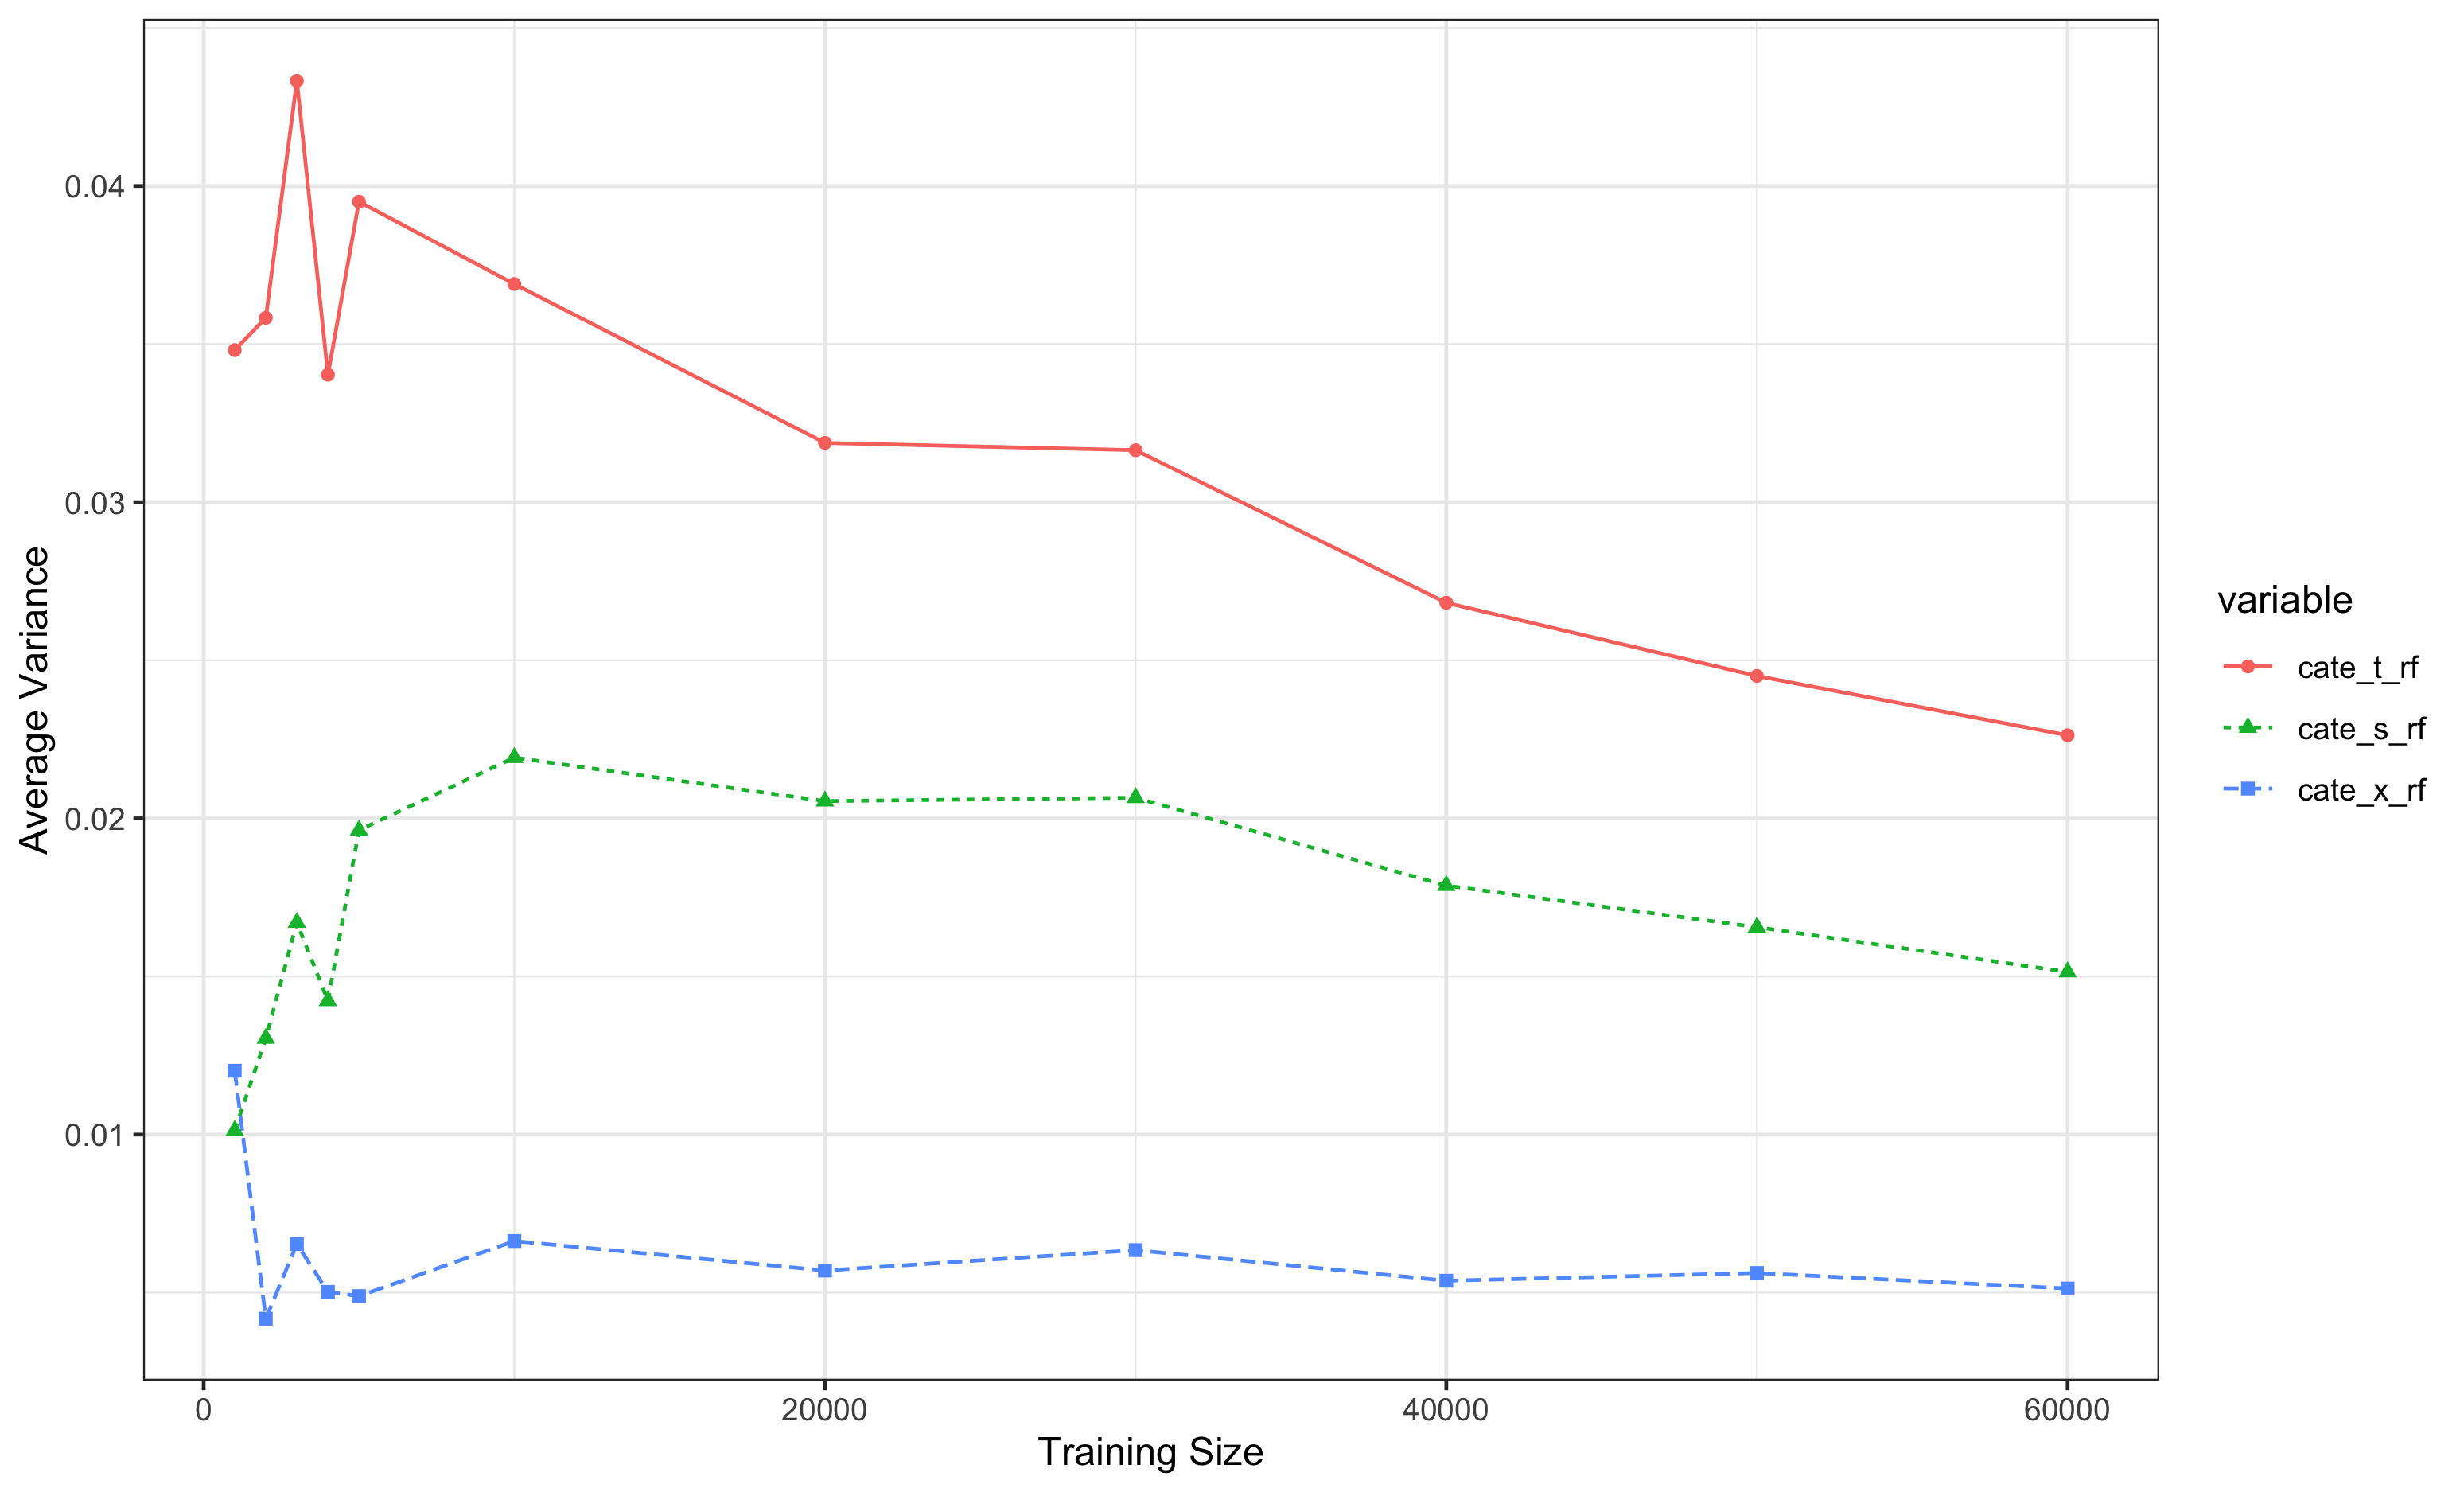 0.04
0.03
0.02
0.01
Average Variance
0
20000
40000
60000
Training Size
variable
cate_t_rf
cate_s_rf
cate_x_rf